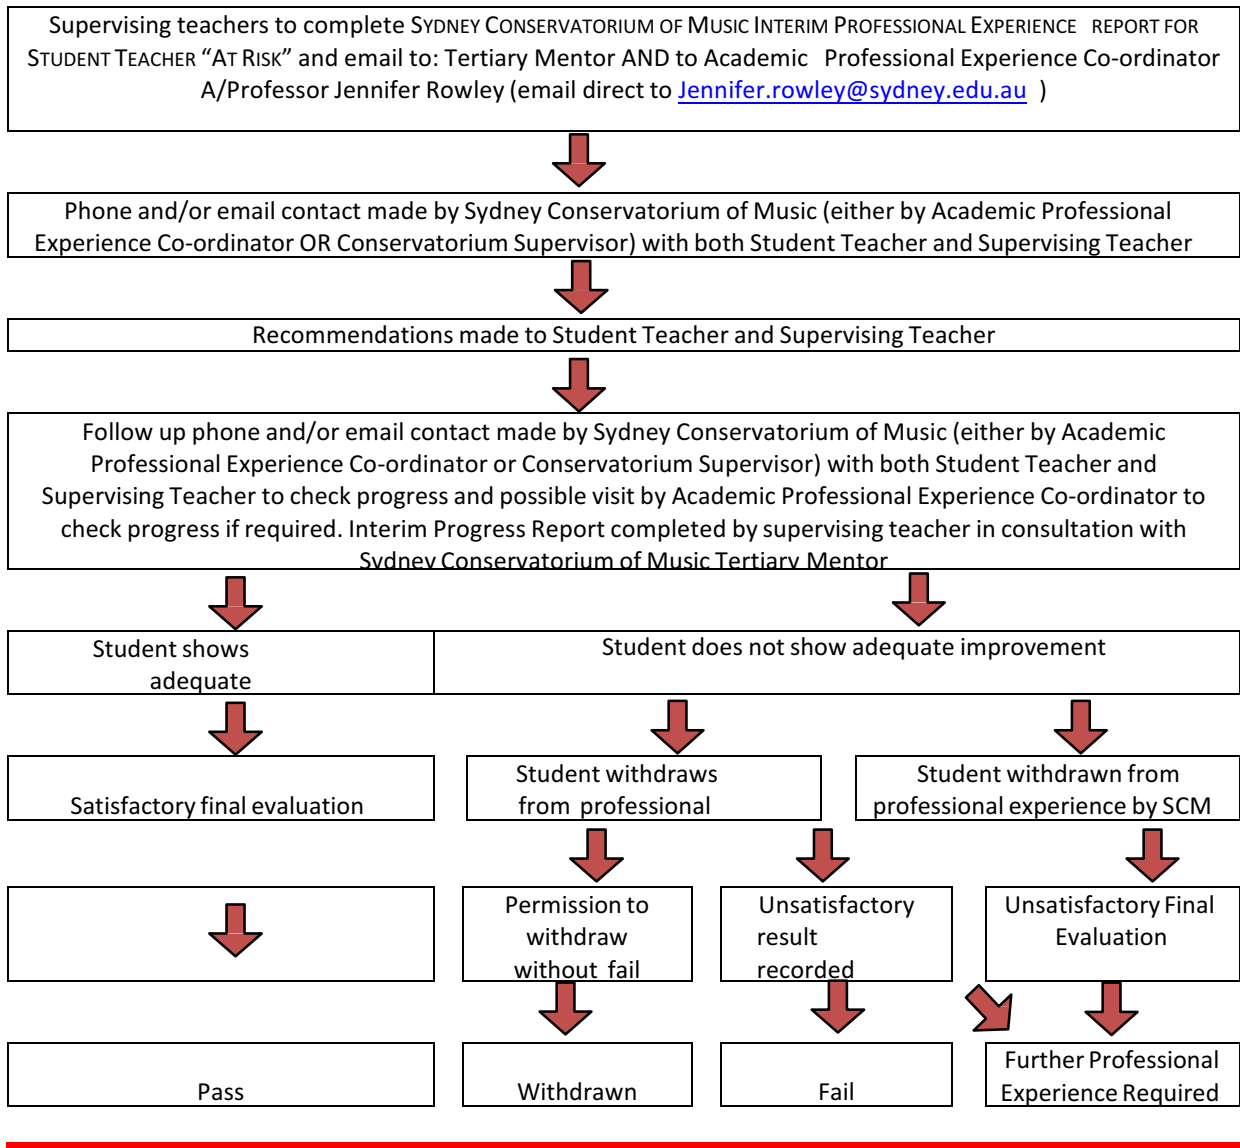 Supervising teachers to complete SYDNEY CONSERVATORIUM OF MUSIC INTERIM PROFESSIONAL EXPERIENCE REPORT FOR
STUDENT TEACHER “AT RISK” and email to: Tertiary Mentor AND to Academic Professional Experience Co-ordinator
A/Professor Jennifer Rowley (email direct to Jennifer.rowley@sydney.edu.au )
Phone and/or email contact made by Sydney Conservatorium of Music (either by Academic Professional
Experience Co-ordinator OR Conservatorium Supervisor) with both Student Teacher and Supervising Teacher
Recommendations made to Student Teacher and Supervising Teacher
Follow up phone and/or email contact made by Sydney Conservatorium of Music (either by Academic
Professional Experience Co-ordinator or Conservatorium Supervisor) with both Student Teacher and
Supervising Teacher to check progress and possible visit by Academic Professional Experience Co-ordinator to
check progress if required. Interim Progress Report completed by supervising teacher in consultation with
Sydney Conservatorium of Music Tertiary Mentor
Student shows
adequate
Student does not show adequate improvement
Satisfactory final evaluation
Student withdraws
from professional
Student withdrawn from
professional experience by SCM
Permission to
withdraw
without fail
Unsatisfactory
result
recorded
Unsatisfactory Final
Evaluation
Pass
Withdrawn
Fail
Further Professional
Experience Required